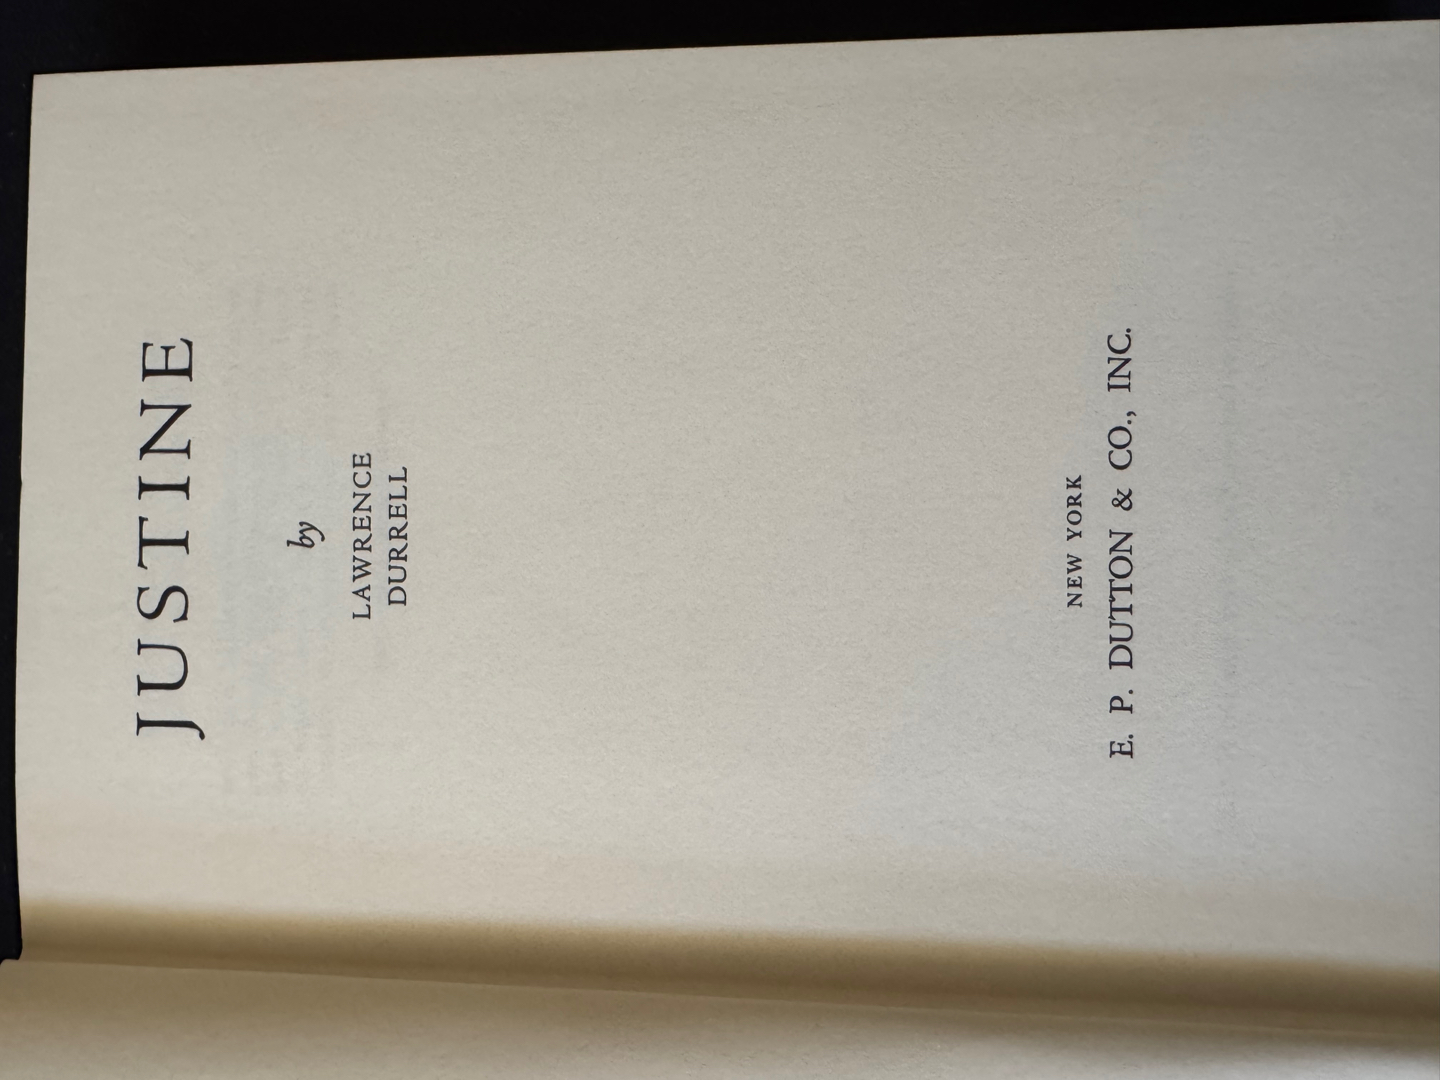 JUSTINE
by
LAWRENCE
DURRELL
NEW YORK
E. P. DUTTON & CO., INC.